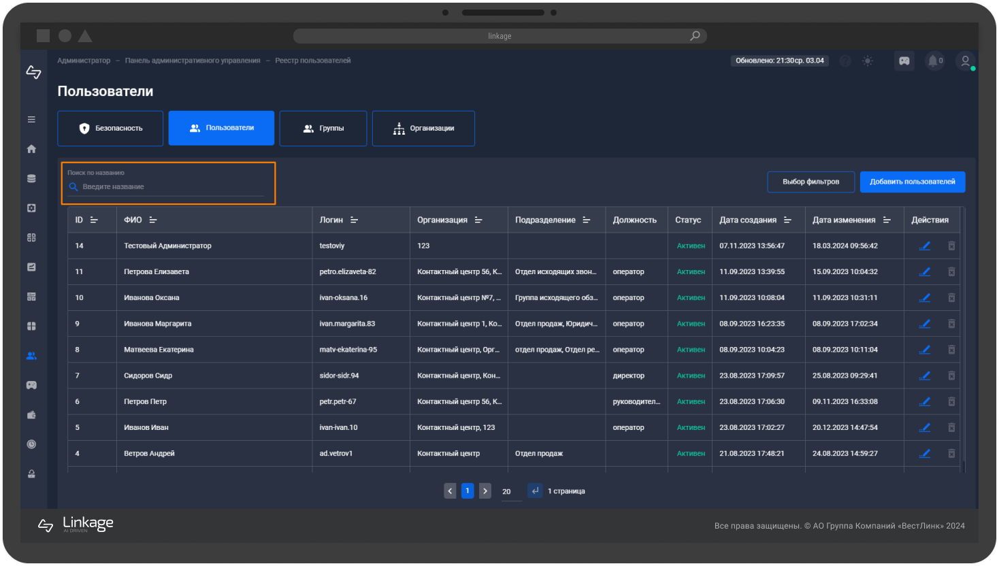 linkage
Администратор – Панель административного управления – Реестр пользователей
Обновлено: 21:30 ср. 03.04
0
Пользователи
Безопасность
Пользователи
Группы
Организации
Поиск по названию
Введите название
Выбор фильтров
Добавить пользователей
ID ФИО Логин Организация Подразделение Должность Статус Дата создания Дата изменения Действия
14 Тестовый Администратор testoviy 123 Активен 07.11.2023 13:56:47 18.03.2024 09:56:42
11 Петрова Елизавета petro.elizaveta-82 Контактный центр 56, К... Отдел исходящих звон... оператор Активен 11.09.2023 13:39:55 15.09.2023 10:04:32
10 Иванова Оксана ivan-oksana.16 Контактный центр №7, ... Группа исходящего обз... оператор Активен 11.09.2023 10:08:04 11.09.2023 10:31:11
9 Иванова Маргарита ivan.margarita.83 Контактный центр 1, Ко... Отдел продаж, Юридич... оператор Активен 08.09.2023 16:23:35 08.09.2023 17:02:34
8 Матвеева Екатерина matv-ekaterina-95 Контактный центр, Орг... отдел продаж, Отдел ре... оператор Активен 08.09.2023 10:04:23 08.09.2023 10:11:04
7 Сидоров Сидр sidor-sidr.94 Контактный центр, Кон... директор Активен 23.08.2023 17:09:57 25.08.2023 09:29:41
6 Петров Петр petr.petr-67 Контактный центр 56, К... руководител... Активен 23.08.2023 17:06:30 09.11.2023 16:33:08
5 Иванов Иван ivan-ivan.10 Контактный центр, 123 оператор Активен 23.08.2023 17:02:27 20.12.2023 14:47:54
4 Ветров Андрей ad.vetrov1 Контактный центр Отдел продаж Активен 21.08.2023 17:48:21 24.08.2023 14:59:27
1 20 1 страница
Linkage
AI DRIVEN
Все права защищены. © АО Группа Компаний «ВестЛинк» 2024